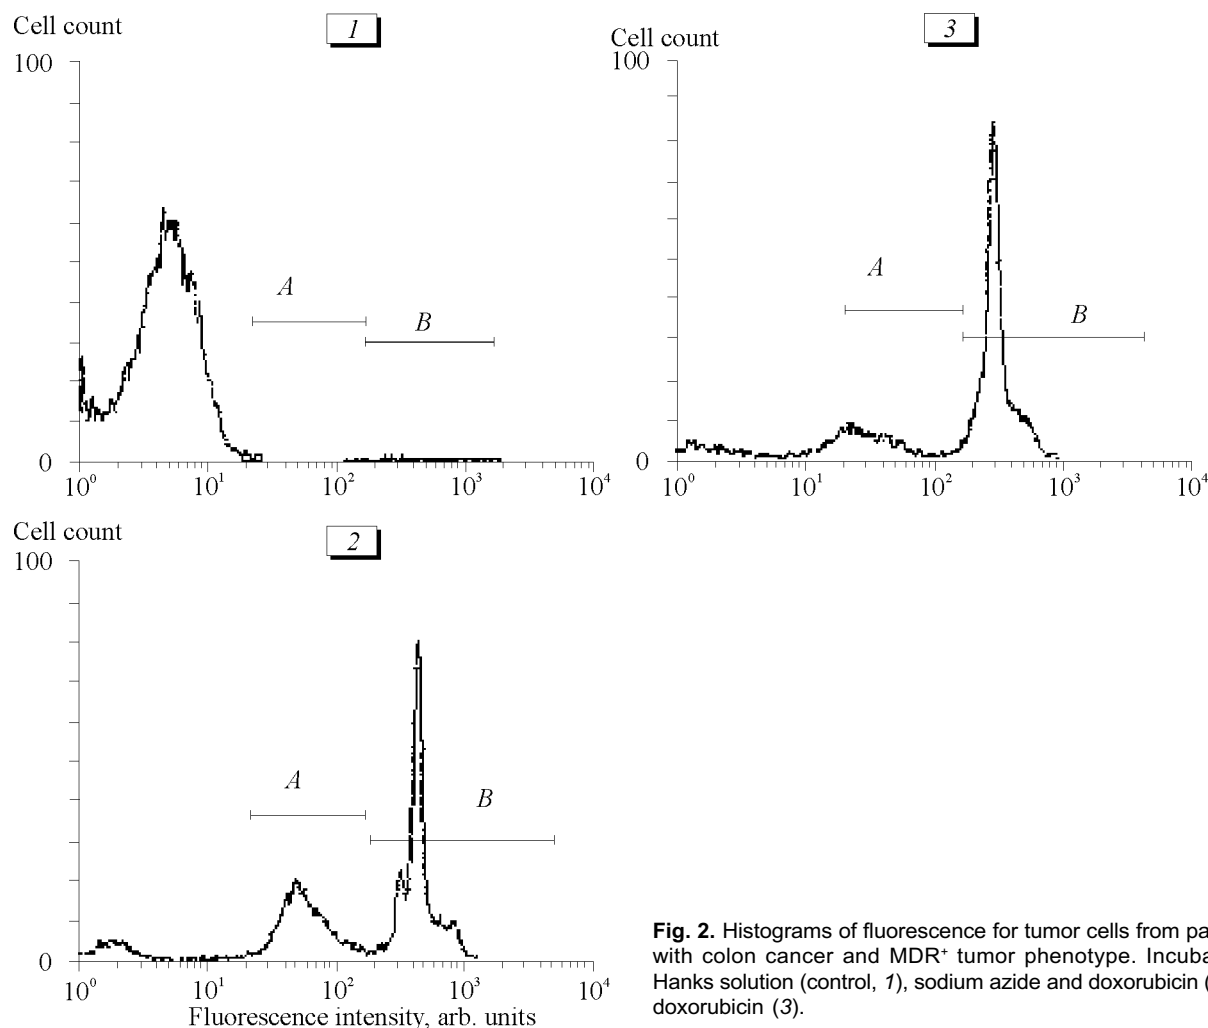 Cell count
1
100
A
B
0
10⁰ 10¹ 10² 10³ 10⁴
Cell count
3
100
A
B
0
10⁰ 10¹ 10² 10³ 10⁴
Cell count
2
100
A
B
0
10⁰ 10¹ 10² 10³ 10⁴
Fluorescence intensity, arb. units
Fig. 2. Histograms of fluorescence for tumor cells from pa
with colon cancer and MDR⁺ tumor phenotype. Incuba
Hanks solution (control, 1), sodium azide and doxorubicin (
doxorubicin (3).